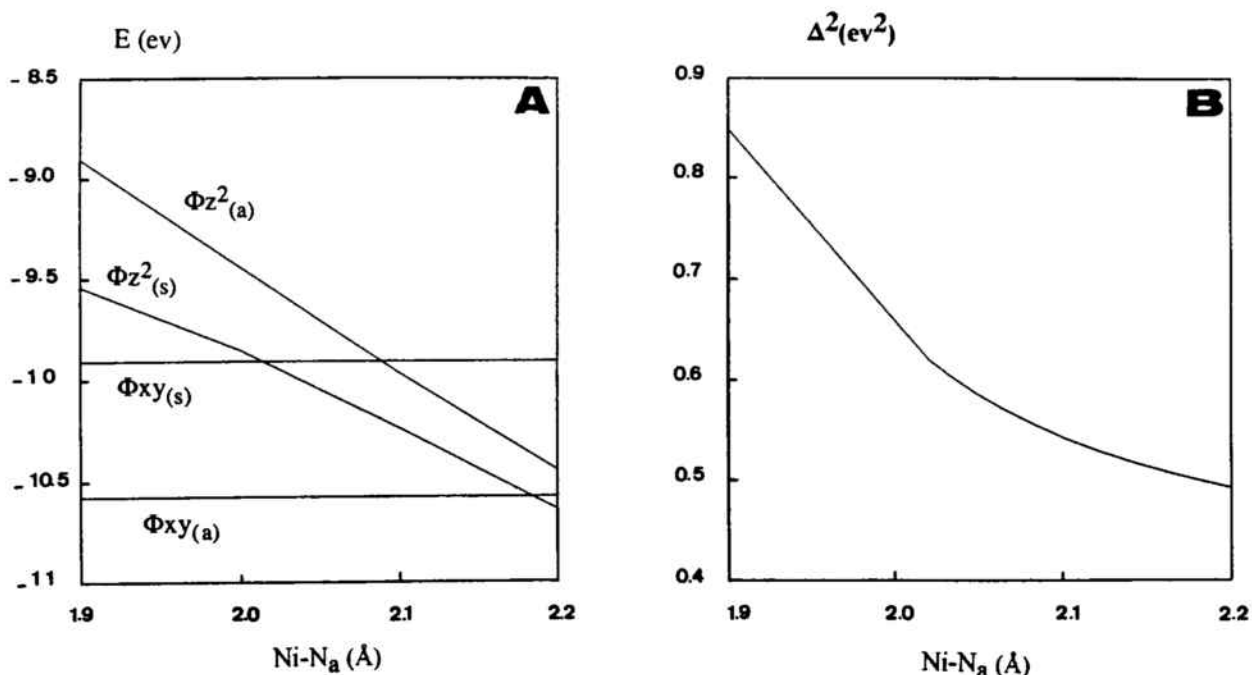 E (ev)
A
-8.5
-9.0
-9.5
-10
-10.5
-11
Φz²(a)
Φz²(s)
Φxy(s)
Φxy(a)
1.9 2.0 2.1 2.2
Ni-Na (Å)
Δ²(ev²)
B
0.9
0.8
0.7
0.6
0.5
0.4
1.9 2.0 2.1 2.2
Ni-Na (Å)